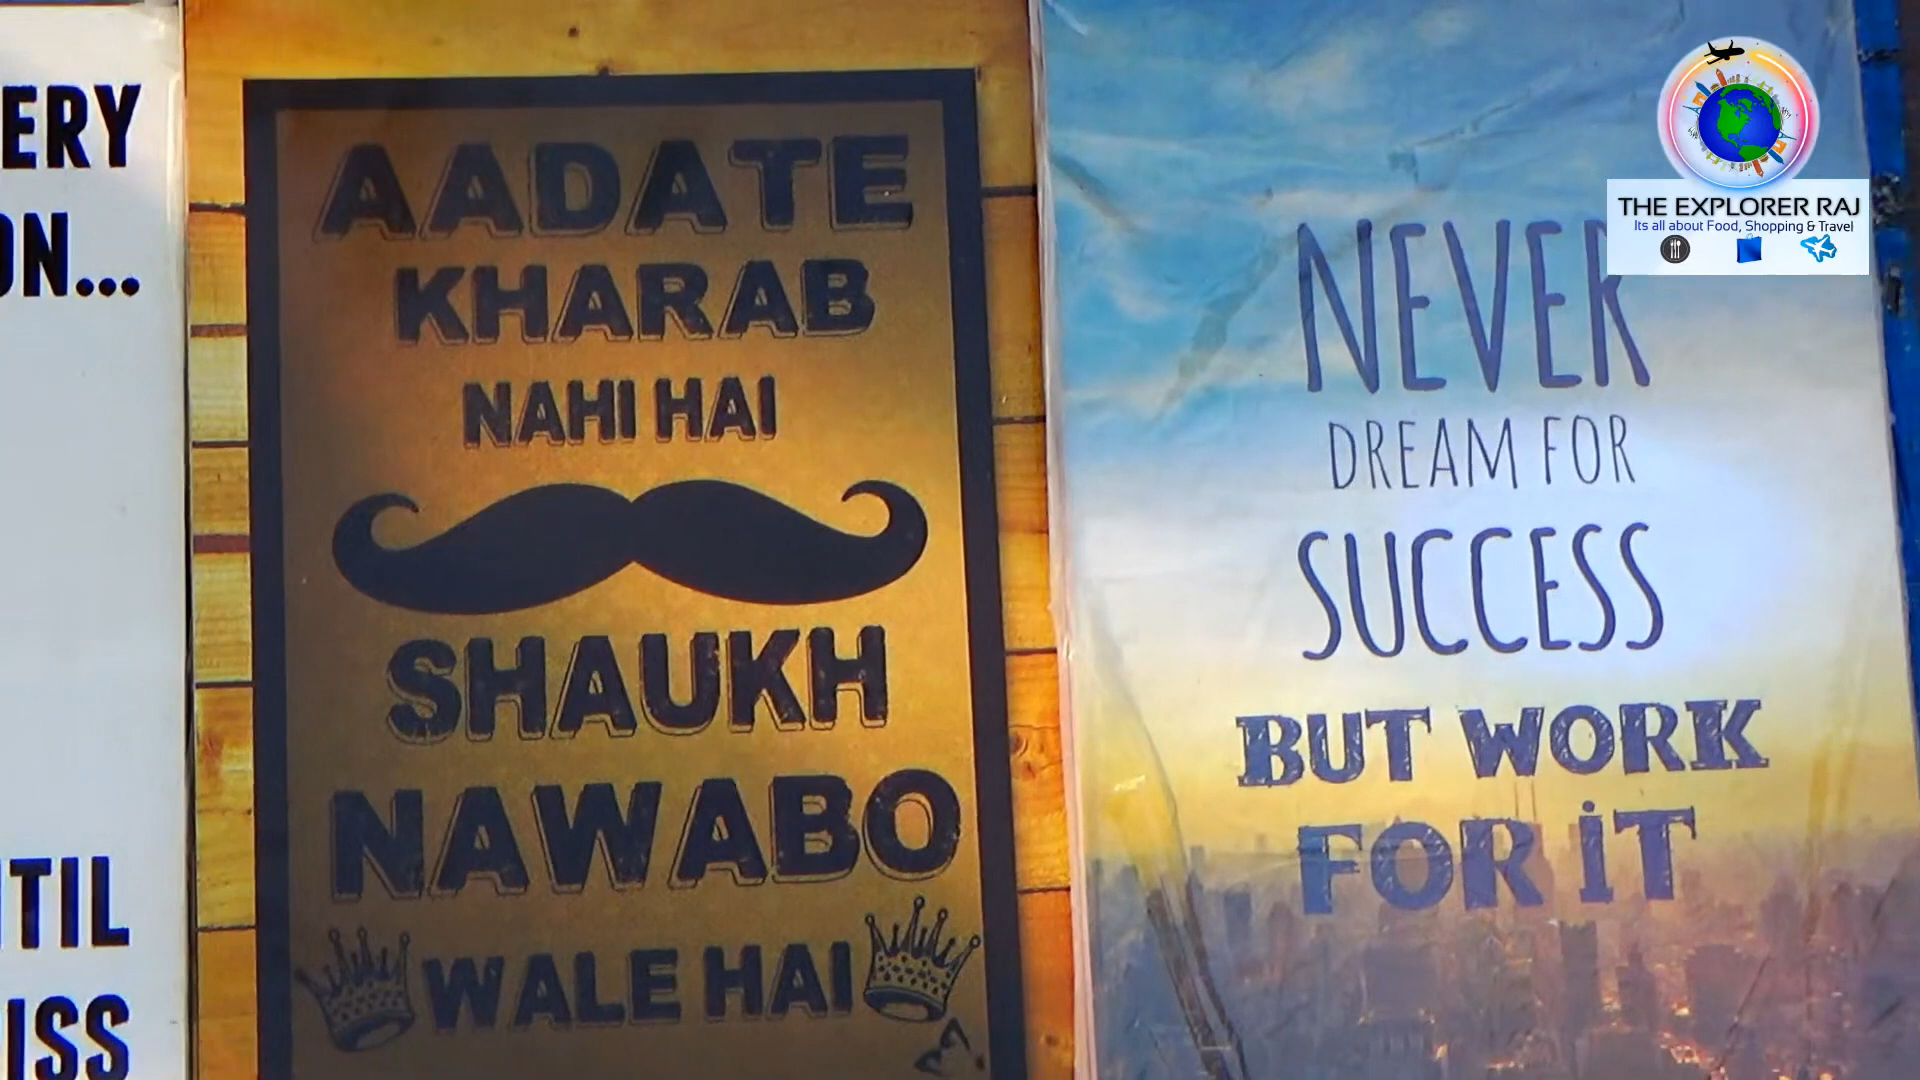 ERY
ON...
TIL
ISS
AADATE
KHARAB
NAHI HAI
SHAUKH
NAWABO
WALE HAI
NEVER
DREAM FOR
SUCCESS
BUT WORK
FOR IT
THE EXPLORER RAJ
Its all about Food, Shopping & Travel